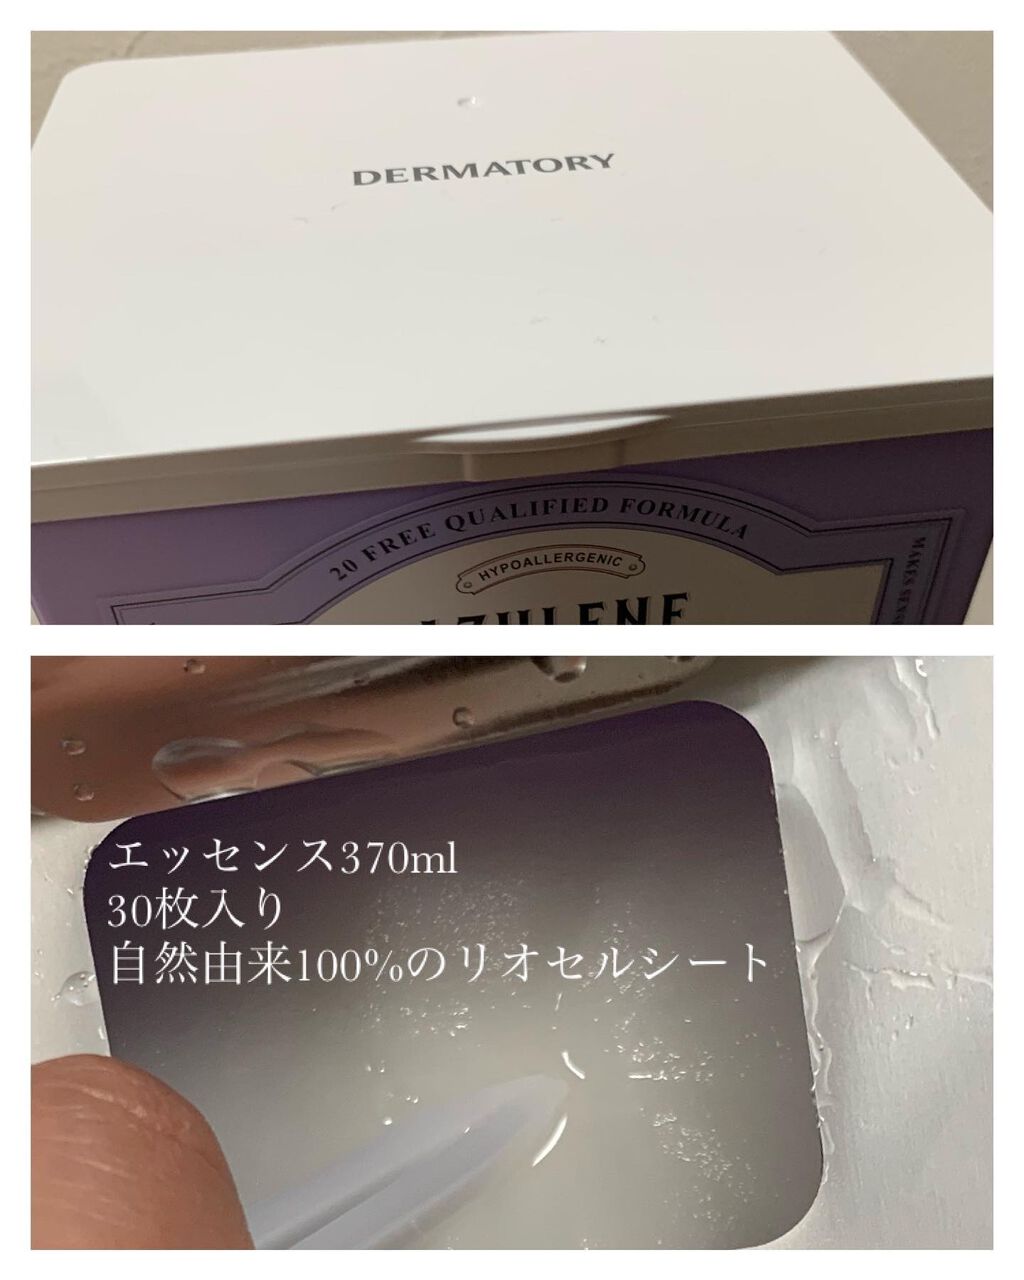 DERMATORY
20 FREE QUALIFIED FORMULA
HYPOALLERGENIC
AZULENE
エッセンス370ml
30枚入り
自然由来100%のリオセルシート